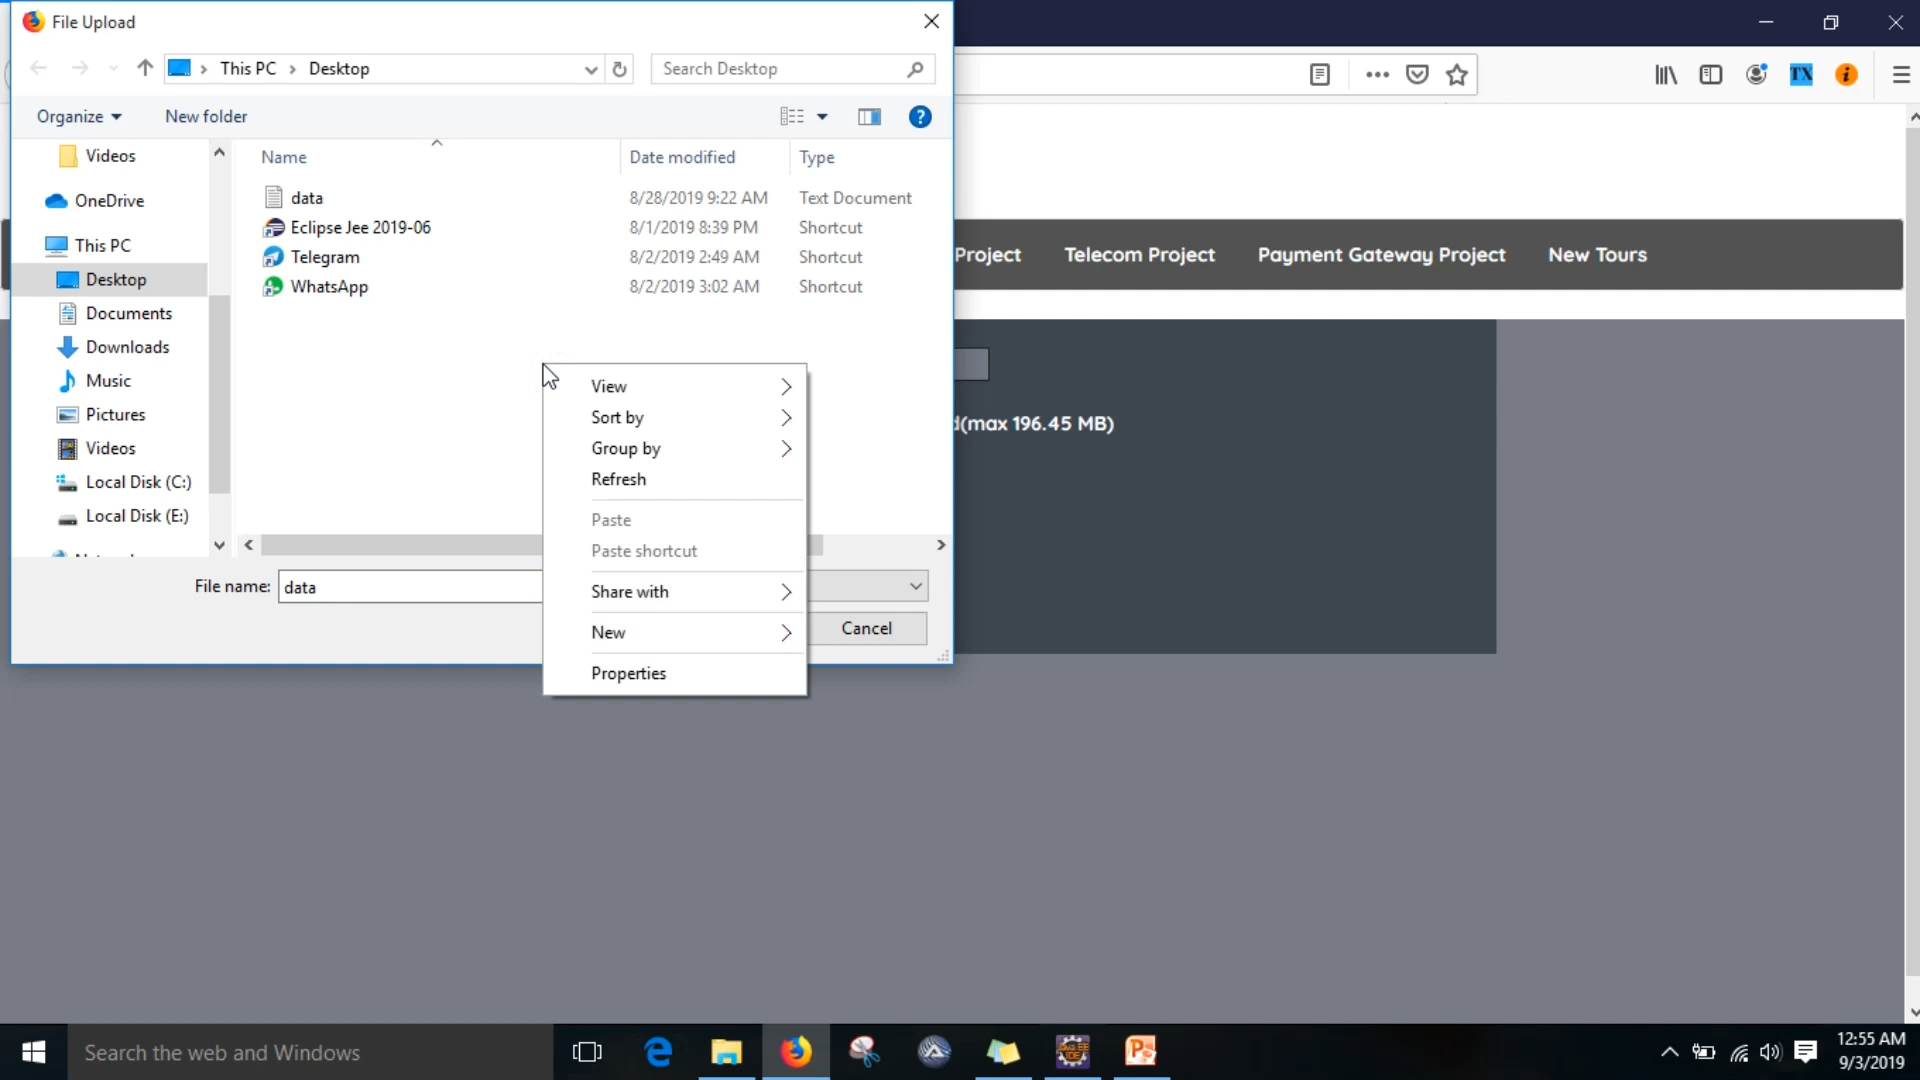 File Upload
This PC > Desktop
Search Desktop
Organize
New folder
Name
Date modified
Type
Videos
OneDrive
This PC
Desktop
Documents
Downloads
Music
Pictures
Videos
Local Disk (C:)
Local Disk (E:)
data 8/28/2019 9:22 AM Text Document
Eclipse Jee 2019-06 8/1/2019 8:39 PM Shortcut
Telegram 8/2/2019 2:49 AM Shortcut
WhatsApp 8/2/2019 3:02 AM Shortcut
View
Sort by
Group by
Refresh
Paste
Paste shortcut
Share with
New
Properties
File name: data
Cancel
TX
Project Telecom Project Payment Gateway Project New Tours
d(max 196.45 MB)
Search the web and Windows
12:55 AM
9/3/2019